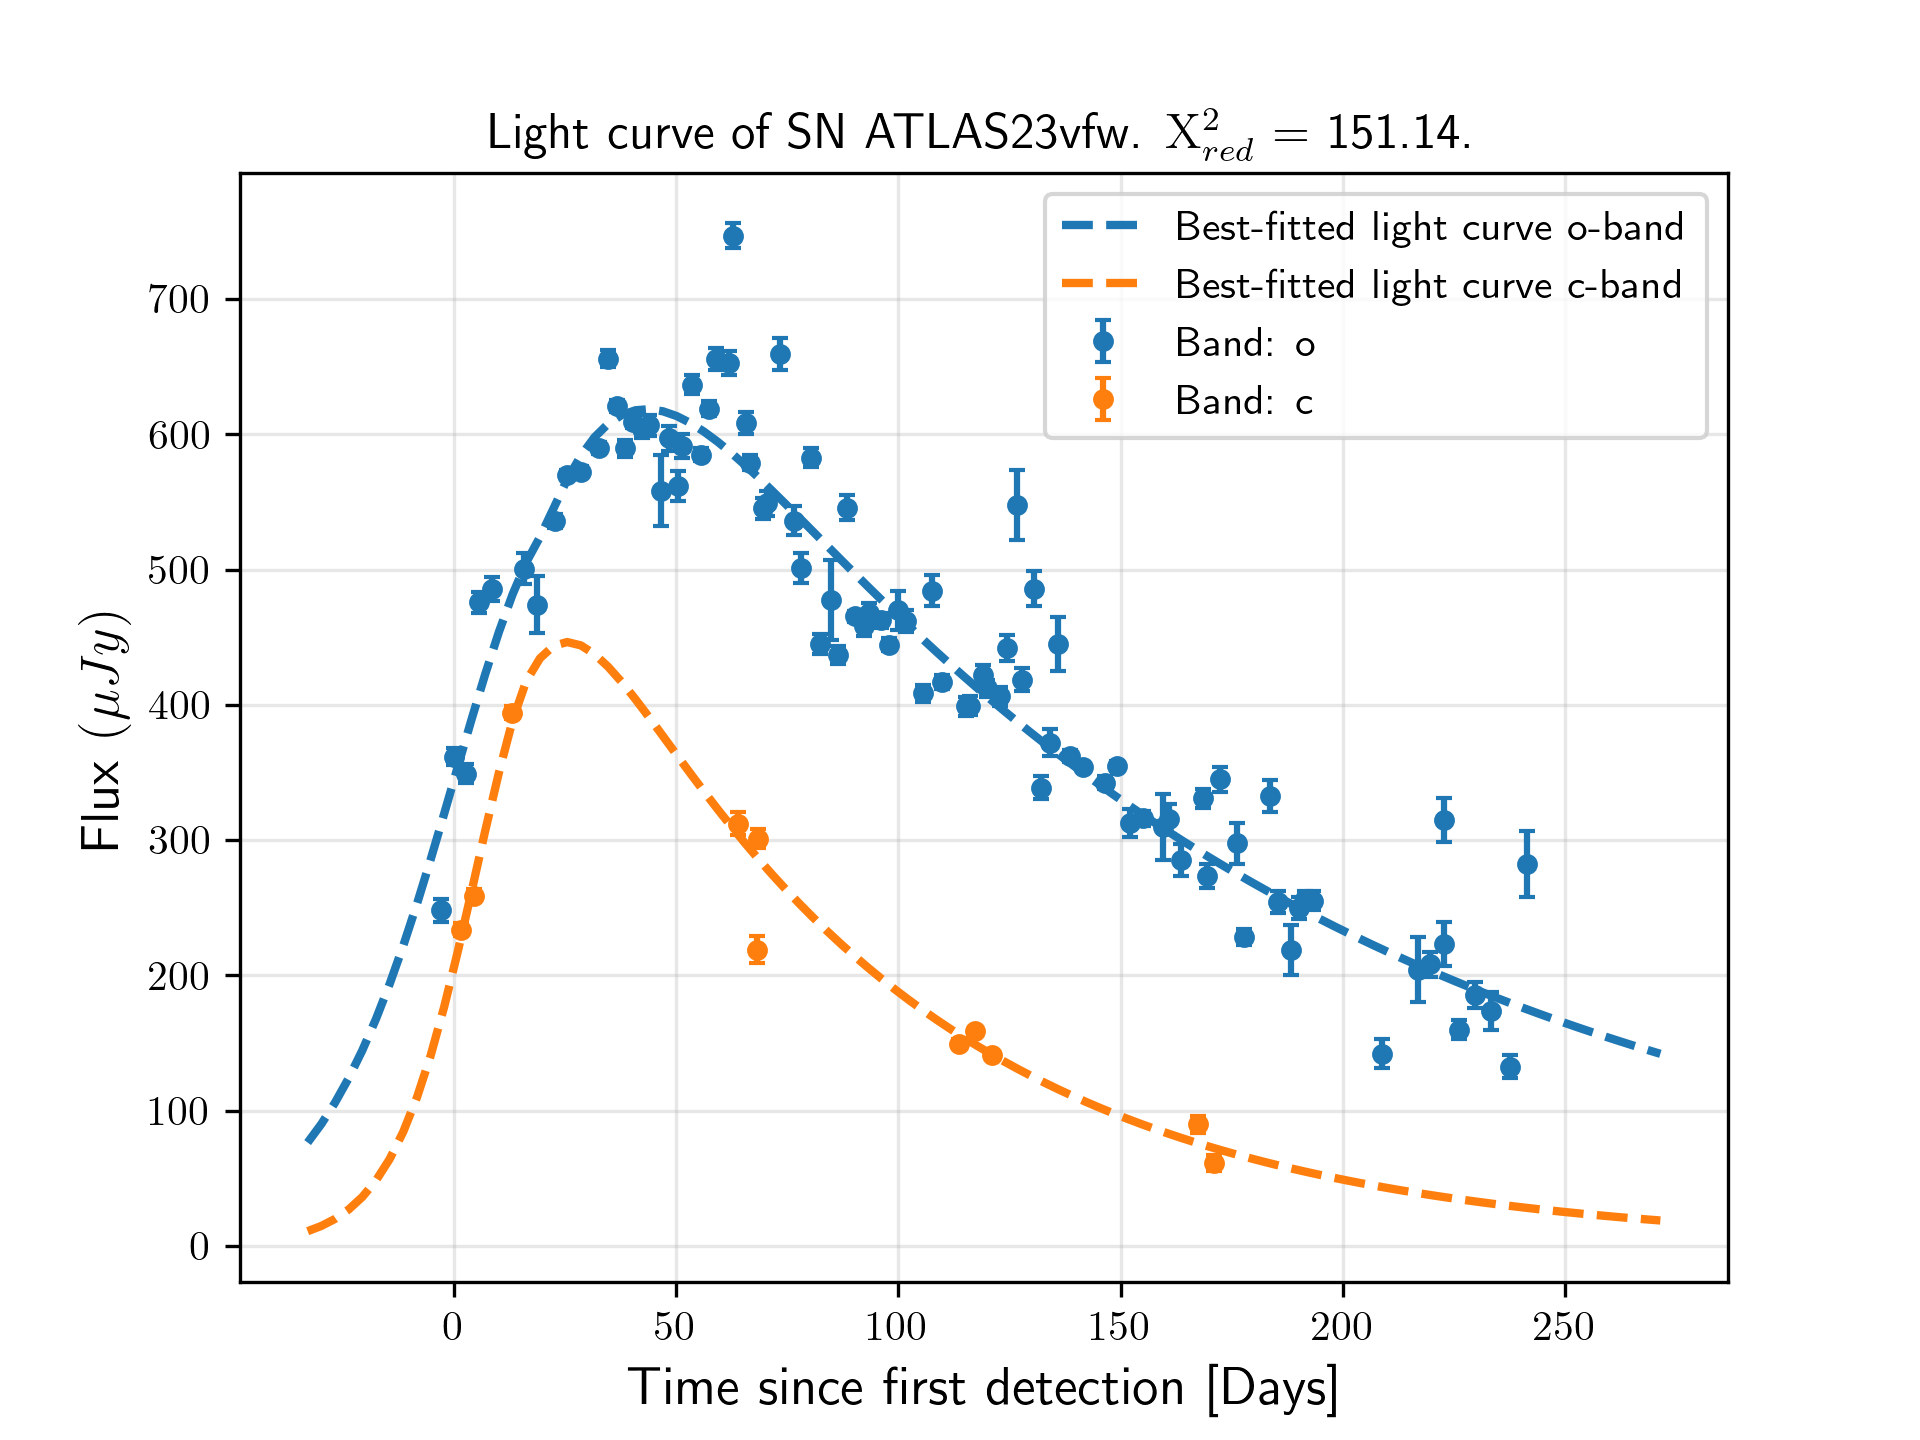 Light curve of SN ATLAS23vfw. X²_red = 151.14.
Best-fitted light curve o-band
Best-fitted light curve c-band
Band: o
Band: c
Flux (μJy)
700
600
500
400
300
200
100
0
0 50 100 150 200 250
Time since first detection [Days]